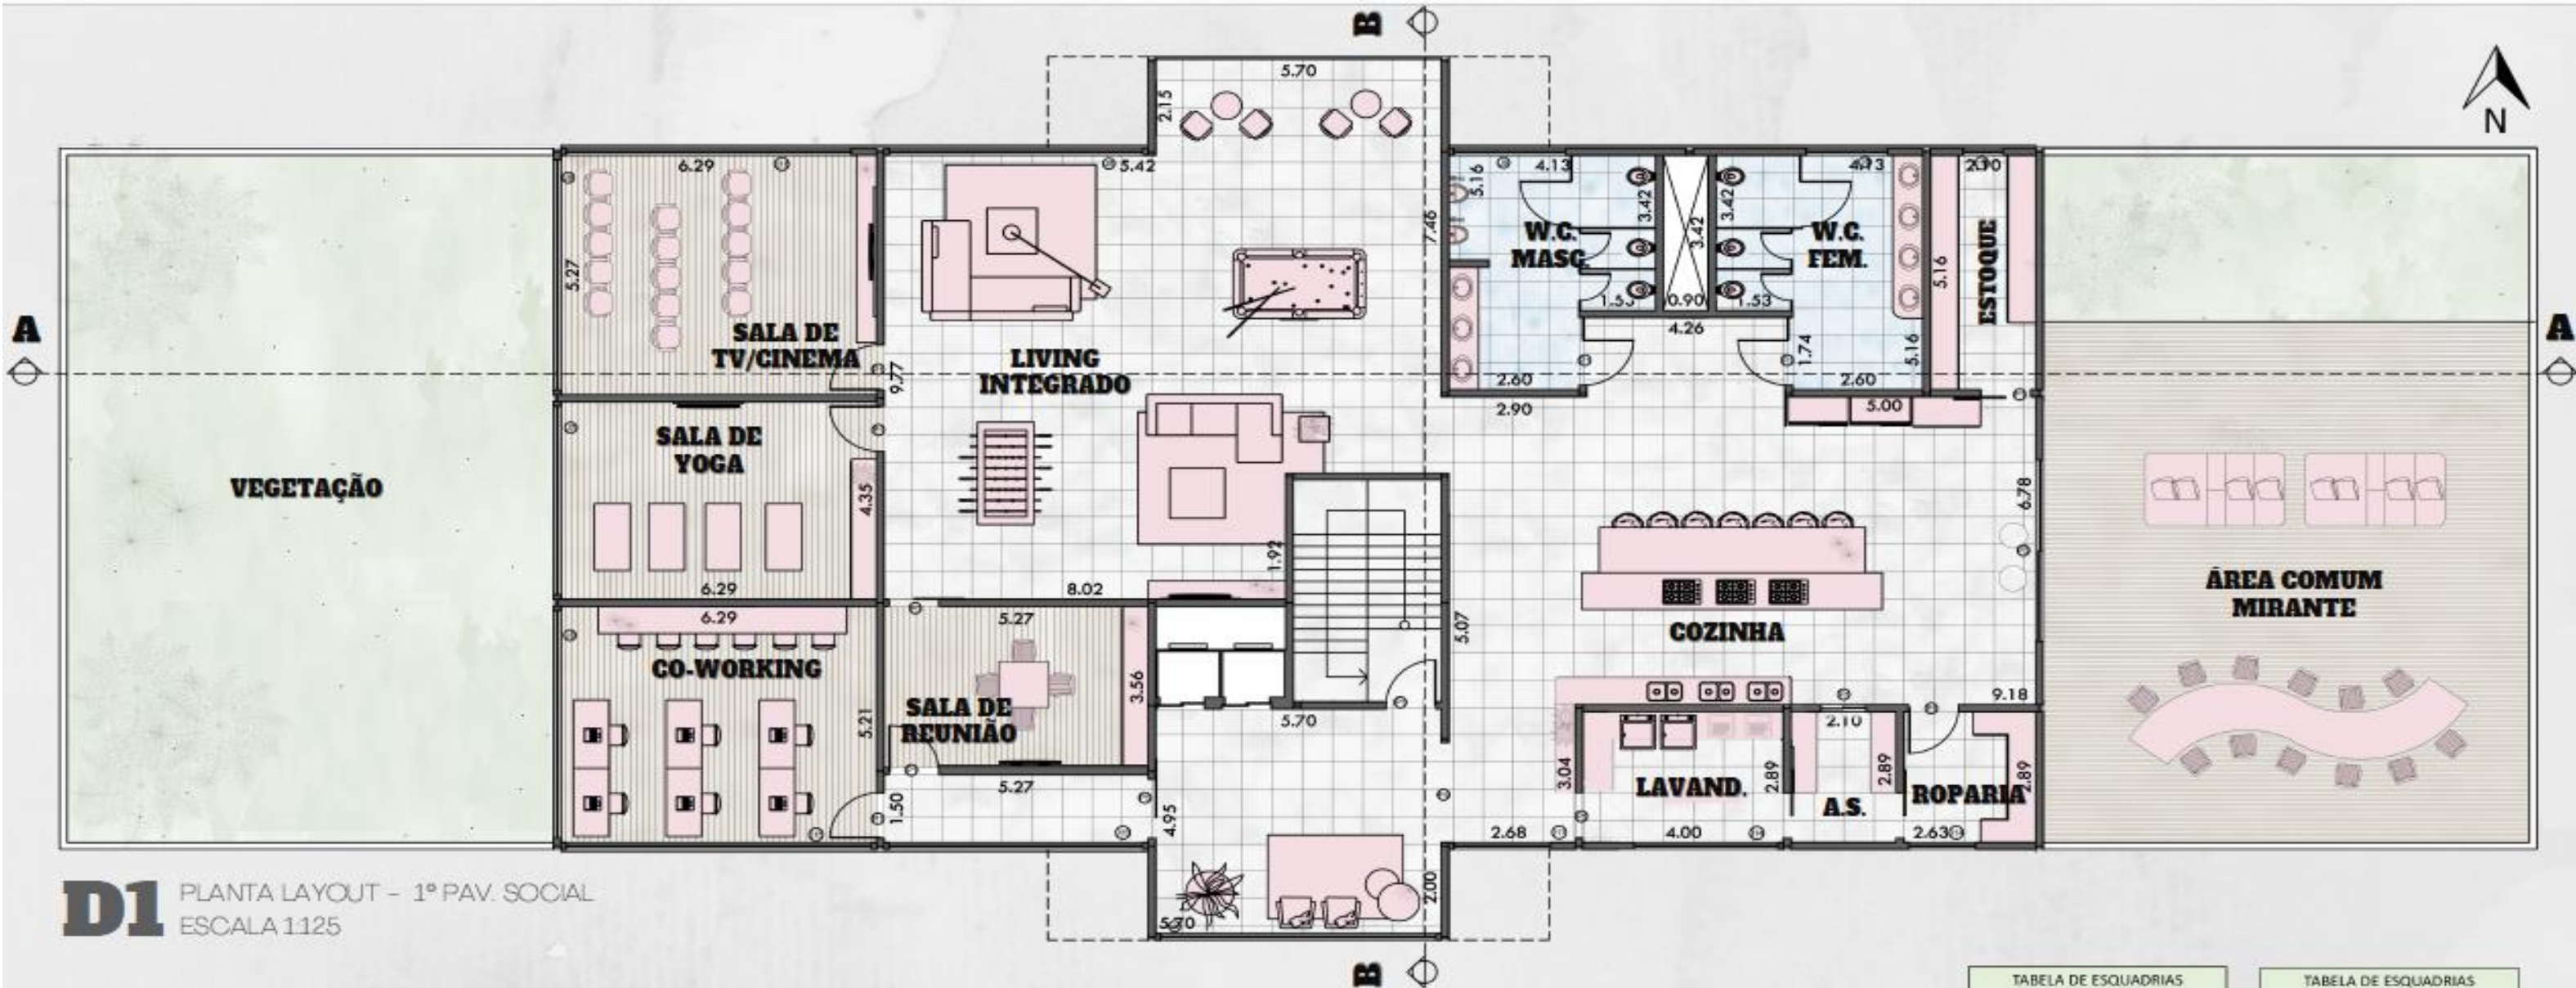 B
5.70
2.15
N
6.29
5.42
4.13
4.13
2.10
5.16
3.42
3.42
3.42
5.27
7.46
W.C.
MASC.
W.C.
FEM.
ESTOQUE
5.16
1.53
0.90
1.53
4.26
1.74
5.16
A
A
SALA DE
TV/CINEMA
LIVING
INTEGRADO
9.77
2.60
2.60
2.90
5.00
SALA DE
YOGA
VEGETAÇÃO
4.35
6.78
1.92
6.29
8.02
ÁREA COMUM
MIRANTE
6.29
5.27
5.07
COZINHA
CO-WORKING
3.56
SALA DE
REUNIÃO
5.21
5.70
9.18
2.10
3.04
LAVAND.
2.89
2.89
2.89
5.27
ROPARIA
A.S.
1.50
4.95
2.68
4.00
2.63
2.00
5.70
D1
PLANTA LAYOUT - 1º PAV. SOCIAL
ESCALA 1:125
B
TABELA DE ESQUADRIAS
TABELA DE ESQUADRIAS